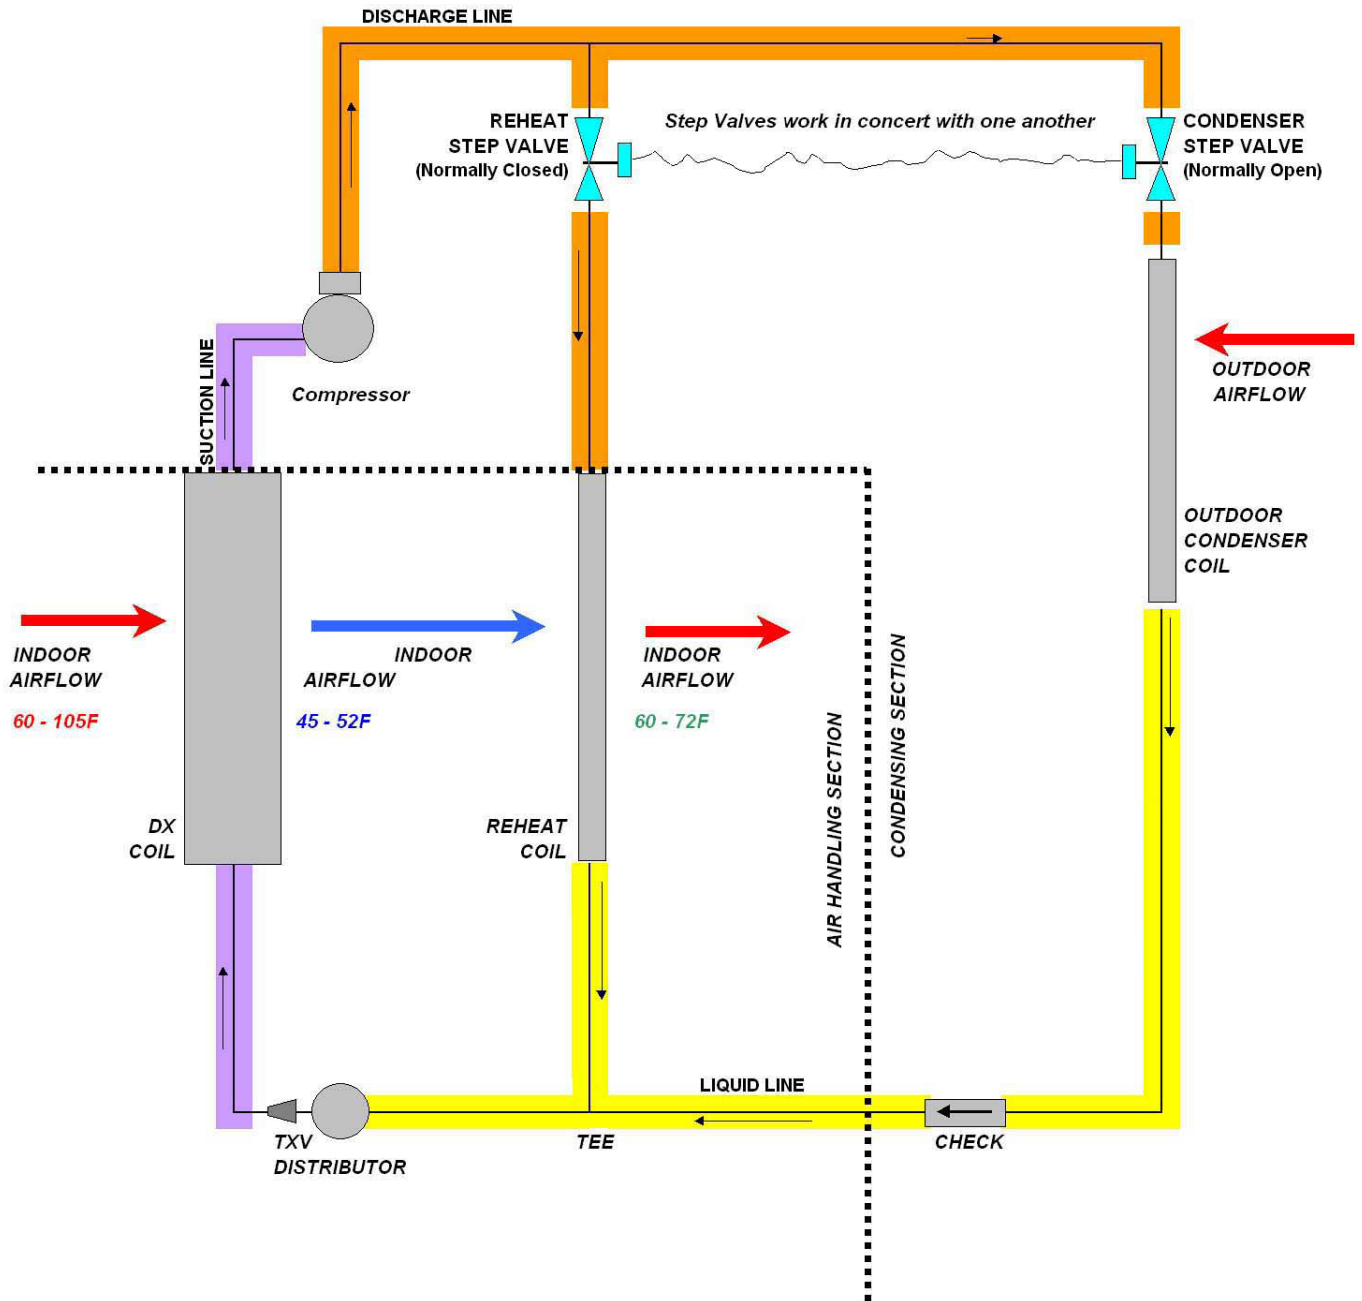 DISCHARGE LINE
REHEAT
STEP VALVE
(Normally Closed)
Step Valves work in concert with one another
CONDENSER
STEP VALVE
(Normally Open)
SUCTION LINE
Compressor
OUTDOOR
AIRFLOW
OUTDOOR
CONDENSER
COIL
INDOOR
AIRFLOW
60 - 105F
INDOOR
AIRFLOW
45 - 52F
INDOOR
AIRFLOW
60 - 72F
AIR HANDLING SECTION
CONDENSING SECTION
DX
COIL
REHEAT
COIL
LIQUID LINE
TXV
DISTRIBUTOR
TEE
CHECK